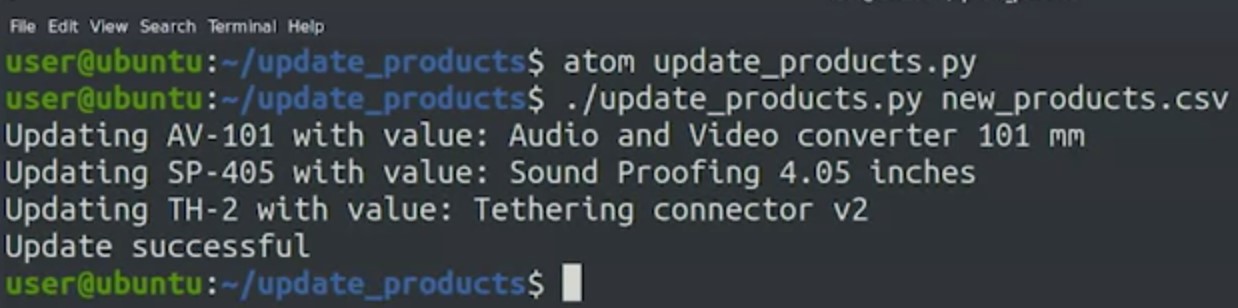 File Edit View Search Terminal Help
user@ubuntu:~/update_products$ atom update_products.py
user@ubuntu:~/update_products$ ./update_products.py new_products.csv
Updating AV-101 with value: Audio and Video converter 101 mm
Updating SP-405 with value: Sound Proofing 4.05 inches
Updating TH-2 with value: Tethering connector v2
Update successful
user@ubuntu:~/update_products$